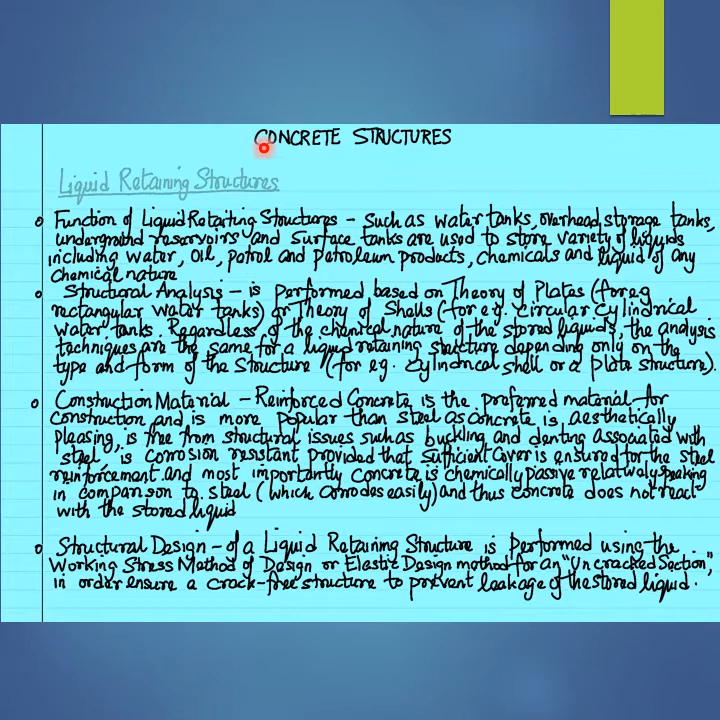 CONCRETE STRUCTURES
Liquid Retaining Structures
Function of Liquid Retaiting Structures - Such as water tanks, overhead storage tanks,
underground reservoirs and Surface tanks are used to store variety of liquids
including water, Oil, patrol and Petroleum products, chemicals and liquid of any
chemical nature
Structural Analysis - is performed based on Theory of Plates (for eg
rectangular water tanks) or Theory of Shells (for eg. circular Cylindrical
water tanks. Regardless of the chemical nature of the stored liquids, the analysis
techniques are the same for a liquid retaining structure depending only on the
type and form of the Structure (for eg. Cylindrical shell or a plate structure).
Construction Material - Reinforced Concrete is the preferred material for
construction and is more popular than steel as concrete is aesthetically
pleasing, is free from structural issues such as buckling and denting associated with
steel, is corrosion resistant provided that sufficient Cover is ensured for the steel
reinforcement and most importantly Concrete is chemically passive relatively speaking
in comparison to steel (which corrodes easily) and thus concrete does not react
with the stored liquid
Structural Design - of a Liquid Retaining Structure is performed using the
Working Stress Method of Design or Elastic Design method for an "Uncracked Section",
in order ensure a crack-free structure to prevent leakage of the stored liquid.